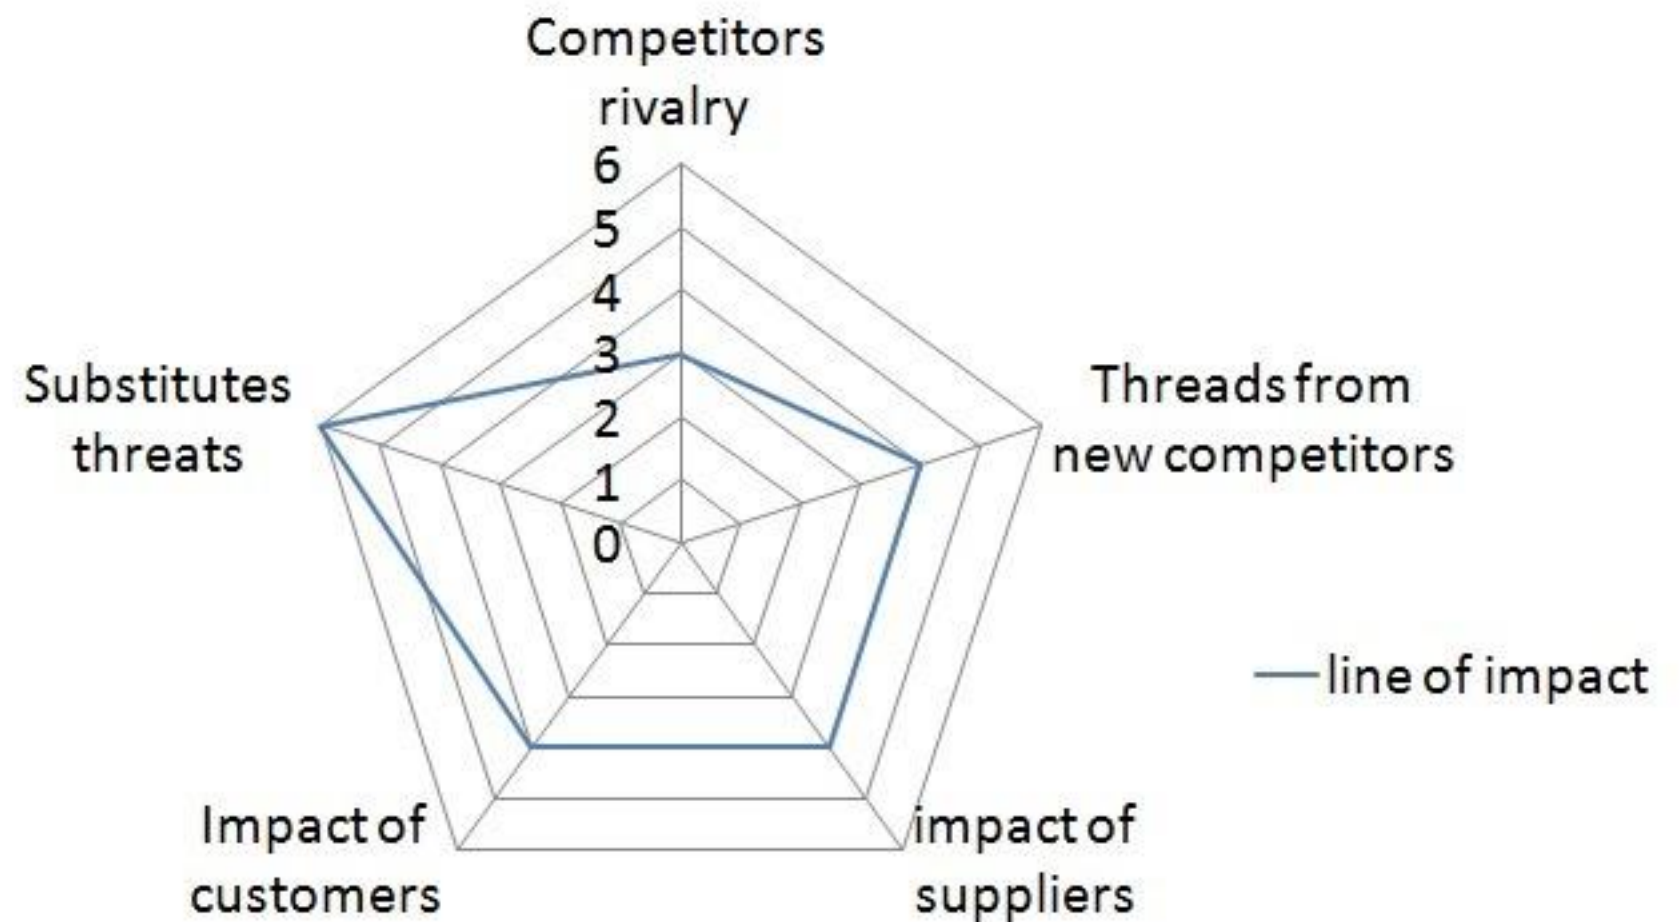 Competitors
rivalry
6
5
4
3
2
1
0
Threads from
new competitors
impact of
suppliers
Impact of
customers
Substitutes
threats
line of impact